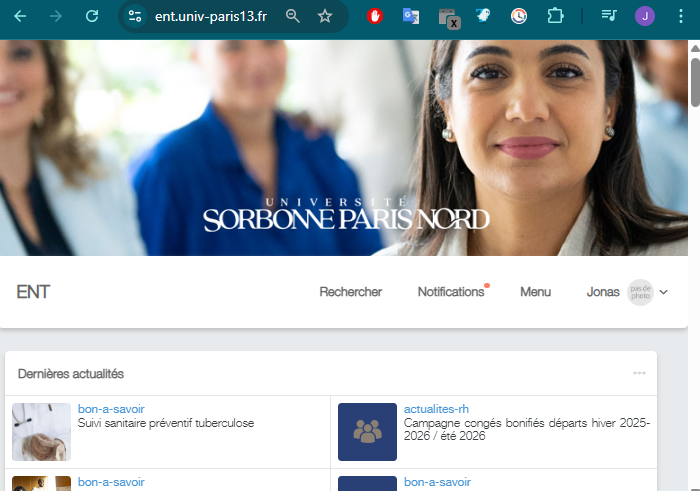 ent.univ-paris13.fr
X
J
UNIVERSITÉ
SORBONNE PARIS NORD
ENT
Rechercher
Notifications
Menu
Jonas
pas de
photo
Dernières actualités
bon-a-savoir
Suivi sanitaire préventif tuberculose
actualites-rh
Campagne congés bonifiés départs hiver 2025-
2026 / été 2026
bon-a-savoir
bon-a-savoir